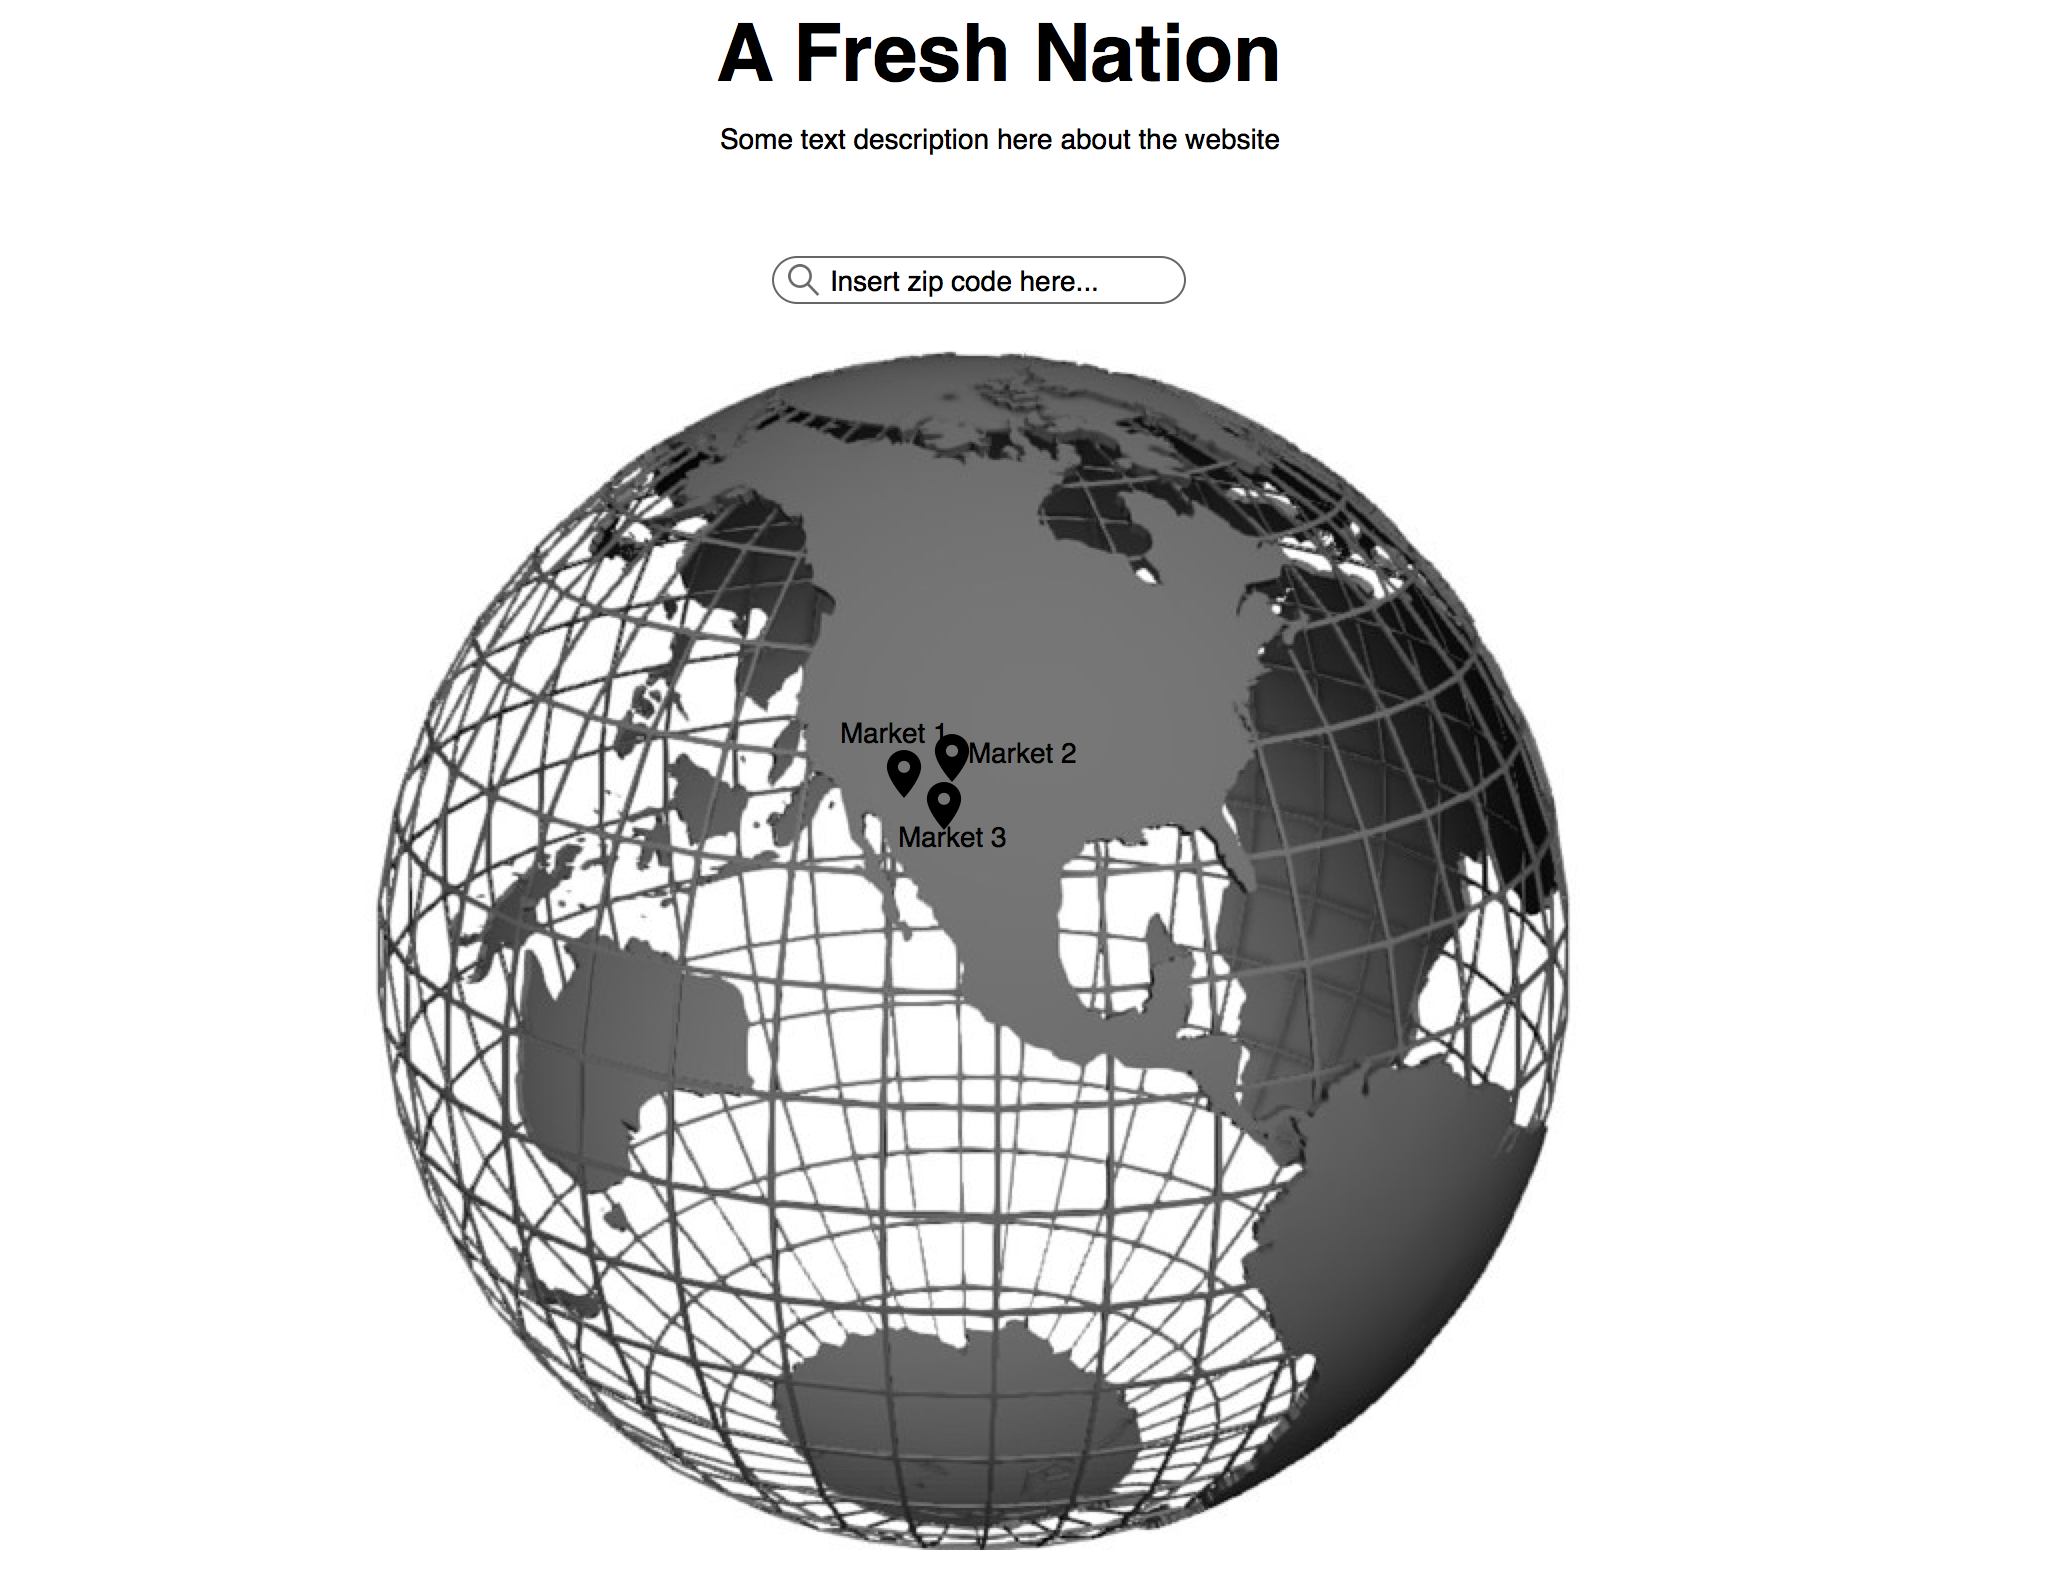 A Fresh Nation
Some text description here about the website
Insert zip code here...
Market 1
Market 2
Market 3